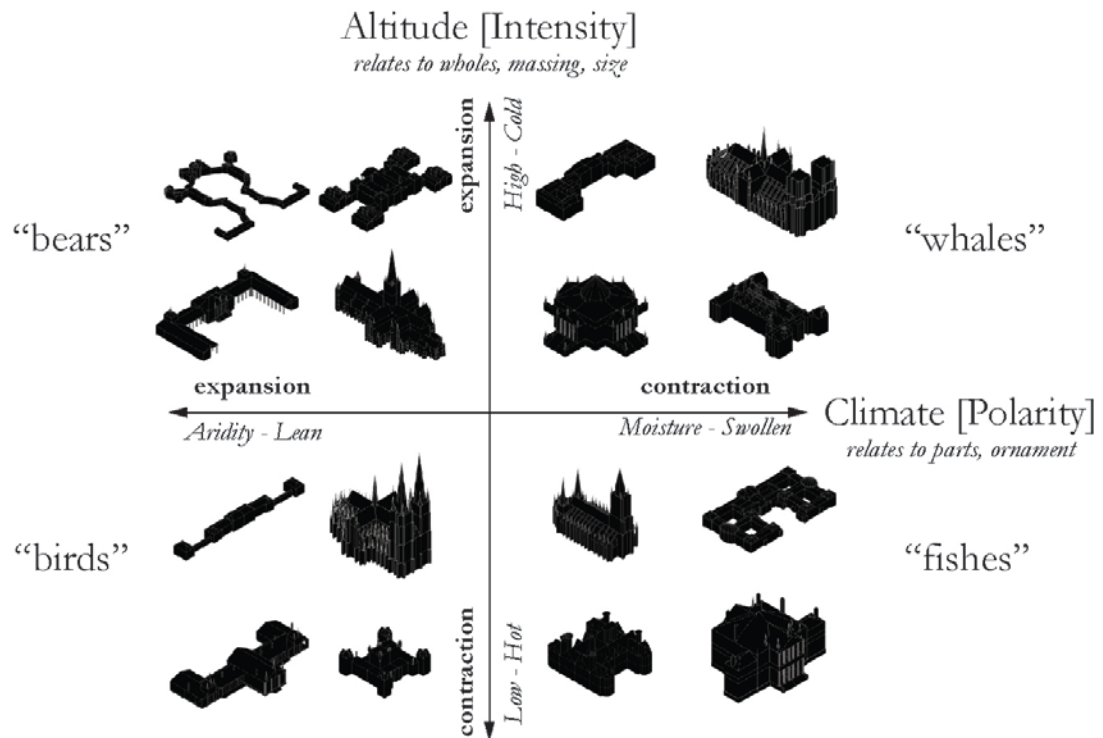 Altitude [Intensity]
relates to wholes, massing, size
expansion
High - Cold
“bears”
“whales”
expansion
contraction
Aridity - Lean
Moisture - Swollen
Climate [Polarity]
relates to parts, ornament
“birds”
“fishes”
contraction
Low - Hot